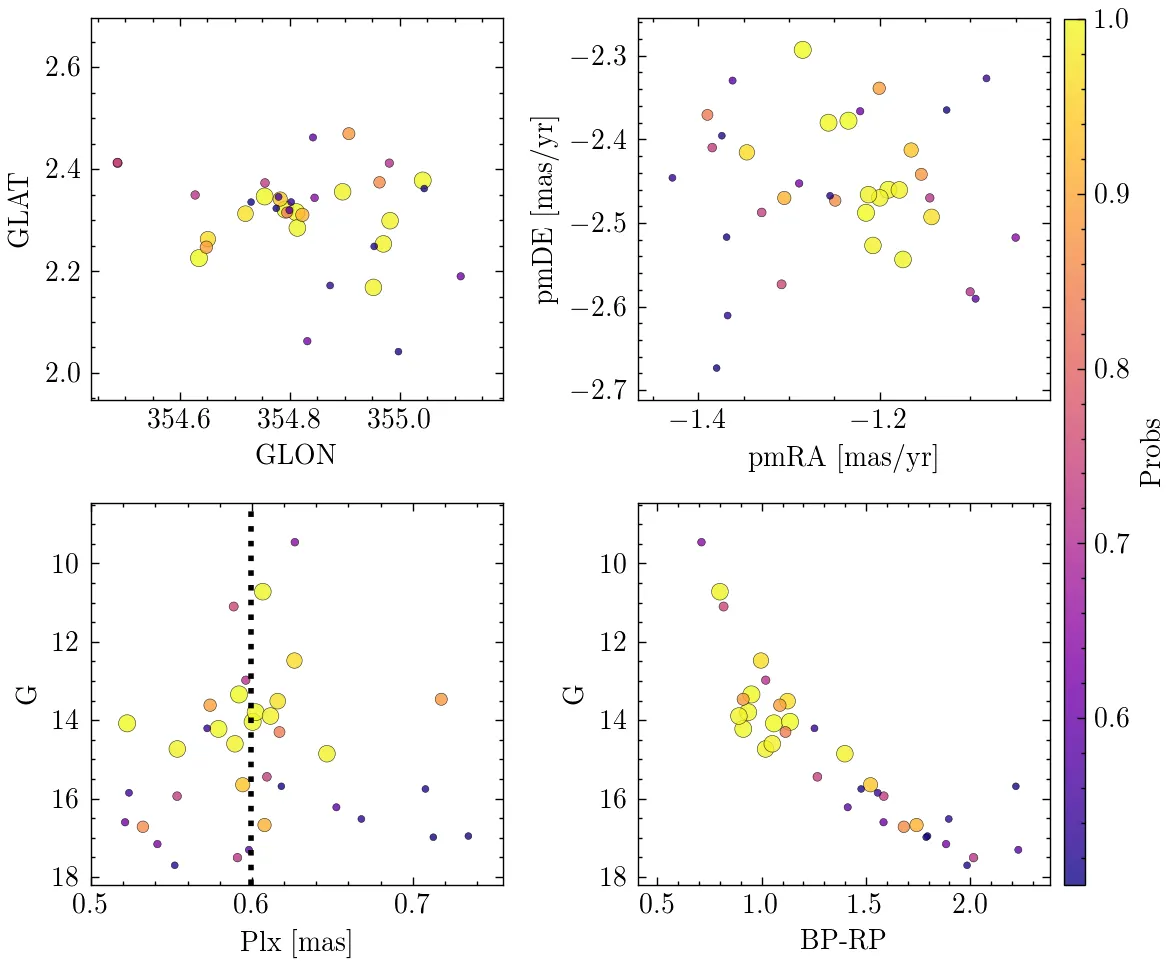 2.6
2.4
2.2
2.0
GLAT
354.6 354.8 355.0
GLON
−2.3
−2.4
−2.5
−2.6
−2.7
pmDE [mas/yr]
−1.4 −1.2
pmRA [mas/yr]
1.0
0.9
0.8
0.7
0.6
Probs
10
12
14
16
18
G
0.5 0.6 0.7
Plx [mas]
10
12
14
16
18
G
0.5 1.0 1.5 2.0
BP-RP